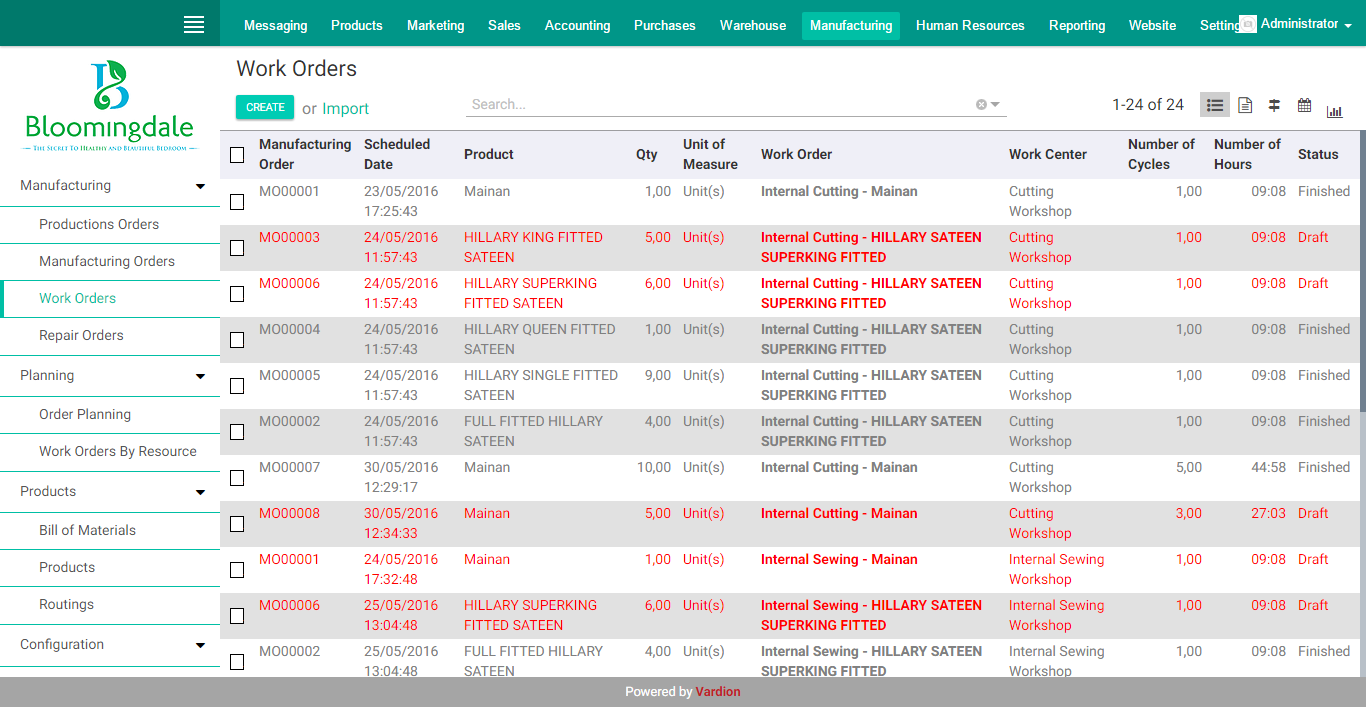 Messaging Products Marketing Sales Accounting Purchases Warehouse Manufacturing Human Resources Reporting Website Setting Administrator
Bloomingdale
The Secret To Healthy and Beautiful Bedroom
Manufacturing
Productions Orders
Manufacturing Orders
Work Orders
Repair Orders
Planning
Order Planning
Work Orders By Resource
Products
Bill of Materials
Products
Routings
Configuration
Work Orders
CREATE or Import Search... 1-24 of 24
Manufacturing Order Scheduled Date Product Qty Unit of Measure Work Order Work Center Number of Cycles Number of Hours Status
MO00001 23/05/2016 Mainan 1,00 Unit(s) Internal Cutting - Mainan Cutting 1,00 09:08 Finished
17:25:43 Workshop
MO00003 24/05/2016 HILLARY KING FITTED 5,00 Unit(s) Internal Cutting - HILLARY SATEEN Cutting 1,00 09:08 Draft
11:57:43 SATEEN SUPERKING FITTED Workshop
MO00006 24/05/2016 HILLARY SUPERKING 6,00 Unit(s) Internal Cutting - HILLARY SATEEN Cutting 1,00 09:08 Draft
11:57:43 FITTED SATEEN SUPERKING FITTED Workshop
MO00004 24/05/2016 HILLARY QUEEN FITTED 1,00 Unit(s) Internal Cutting - HILLARY SATEEN Cutting 1,00 09:08 Finished
11:57:43 SATEEN SUPERKING FITTED Workshop
MO00005 24/05/2016 HILLARY SINGLE FITTED 9,00 Unit(s) Internal Cutting - HILLARY SATEEN Cutting 1,00 09:08 Finished
11:57:43 SATEEN SUPERKING FITTED Workshop
MO00002 24/05/2016 FULL FITTED HILLARY 4,00 Unit(s) Internal Cutting - HILLARY SATEEN Cutting 1,00 09:08 Finished
11:57:43 SATEEN SUPERKING FITTED Workshop
MO00007 30/05/2016 Mainan 10,00 Unit(s) Internal Cutting - Mainan Cutting 5,00 44:58 Finished
12:29:17 Workshop
MO00008 30/05/2016 Mainan 5,00 Unit(s) Internal Cutting - Mainan Cutting 3,00 27:03 Draft
12:34:33 Workshop
MO00001 24/05/2016 Mainan 1,00 Unit(s) Internal Sewing - Mainan Internal Sewing 1,00 09:08 Draft
17:32:48 Workshop
MO00006 25/05/2016 HILLARY SUPERKING 6,00 Unit(s) Internal Sewing - HILLARY SATEEN Internal Sewing 1,00 09:08 Draft
13:04:48 FITTED SATEEN SUPERKING FITTED Workshop
MO00002 25/05/2016 FULL FITTED HILLARY 4,00 Unit(s) Internal Sewing - HILLARY SATEEN Internal Sewing 1,00 09:08 Finished
13:04:48 SATEEN SUPERKING FITTED Workshop
Powered by Vardion